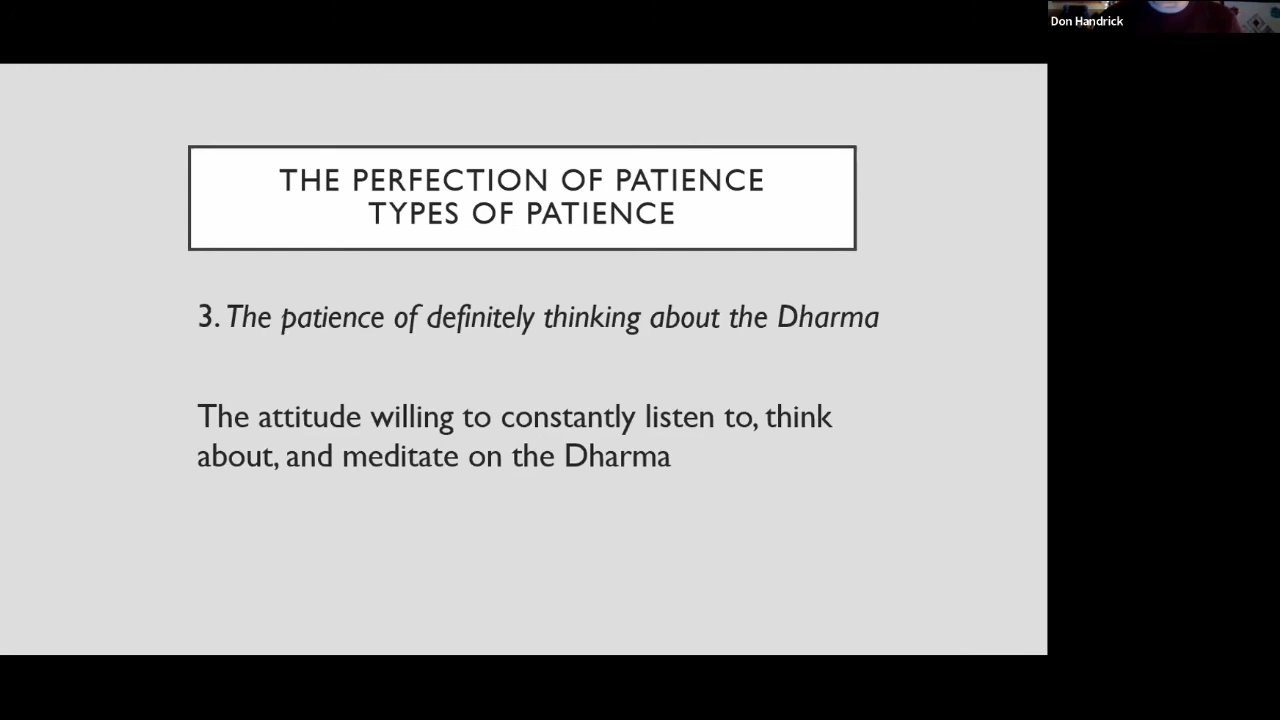 Don Handrick
THE PERFECTION OF PATIENCE
TYPES OF PATIENCE
3. The patience of definitely thinking about the Dharma
The attitude willing to constantly listen to, think
about, and meditate on the Dharma